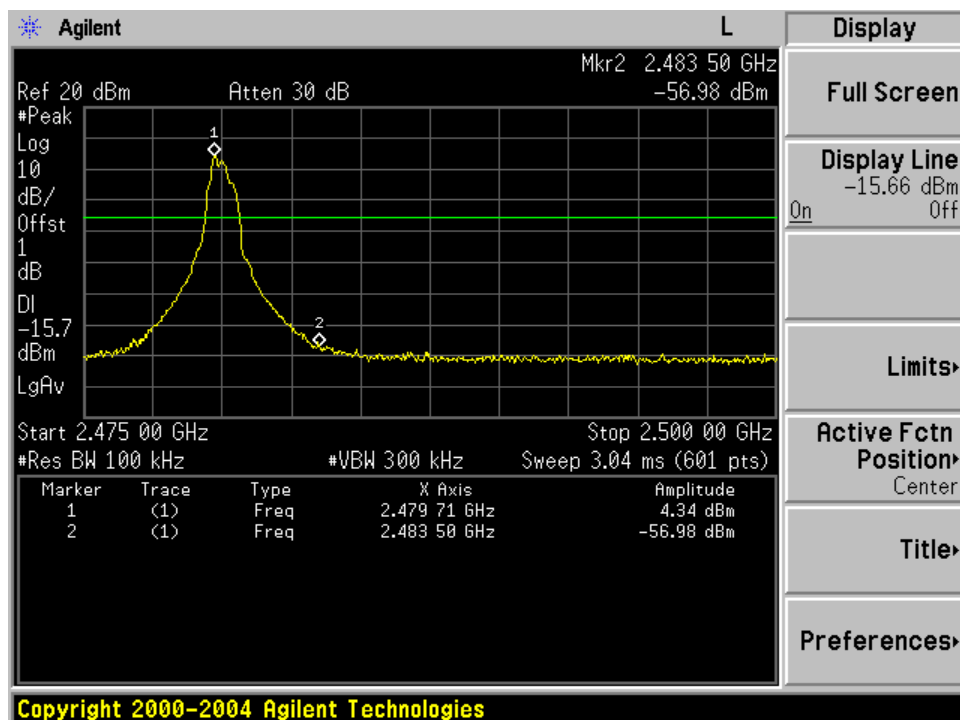 Agilent L
Display
Mkr2 2.483 50 GHz
Ref 20 dBm Atten 30 dB -56.98 dBm
#Peak
Log
10
dB/
Offst
1
dB
DI
-15.7
dBm
LgAv
1
2
Start 2.475 00 GHz Stop 2.500 00 GHz
#Res BW 100 kHz #VBW 300 kHz Sweep 3.04 ms (601 pts)
Marker Trace Type X Axis Amplitude
1 (1) Freq 2.479 71 GHz 4.34 dBm
2 (1) Freq 2.483 50 GHz -56.98 dBm
Full Screen
Display Line
-15.66 dBm
On Off
Limits
Active Fctn
Position
Center
Title
Preferences
Copyright 2000-2004 Agilent Technologies